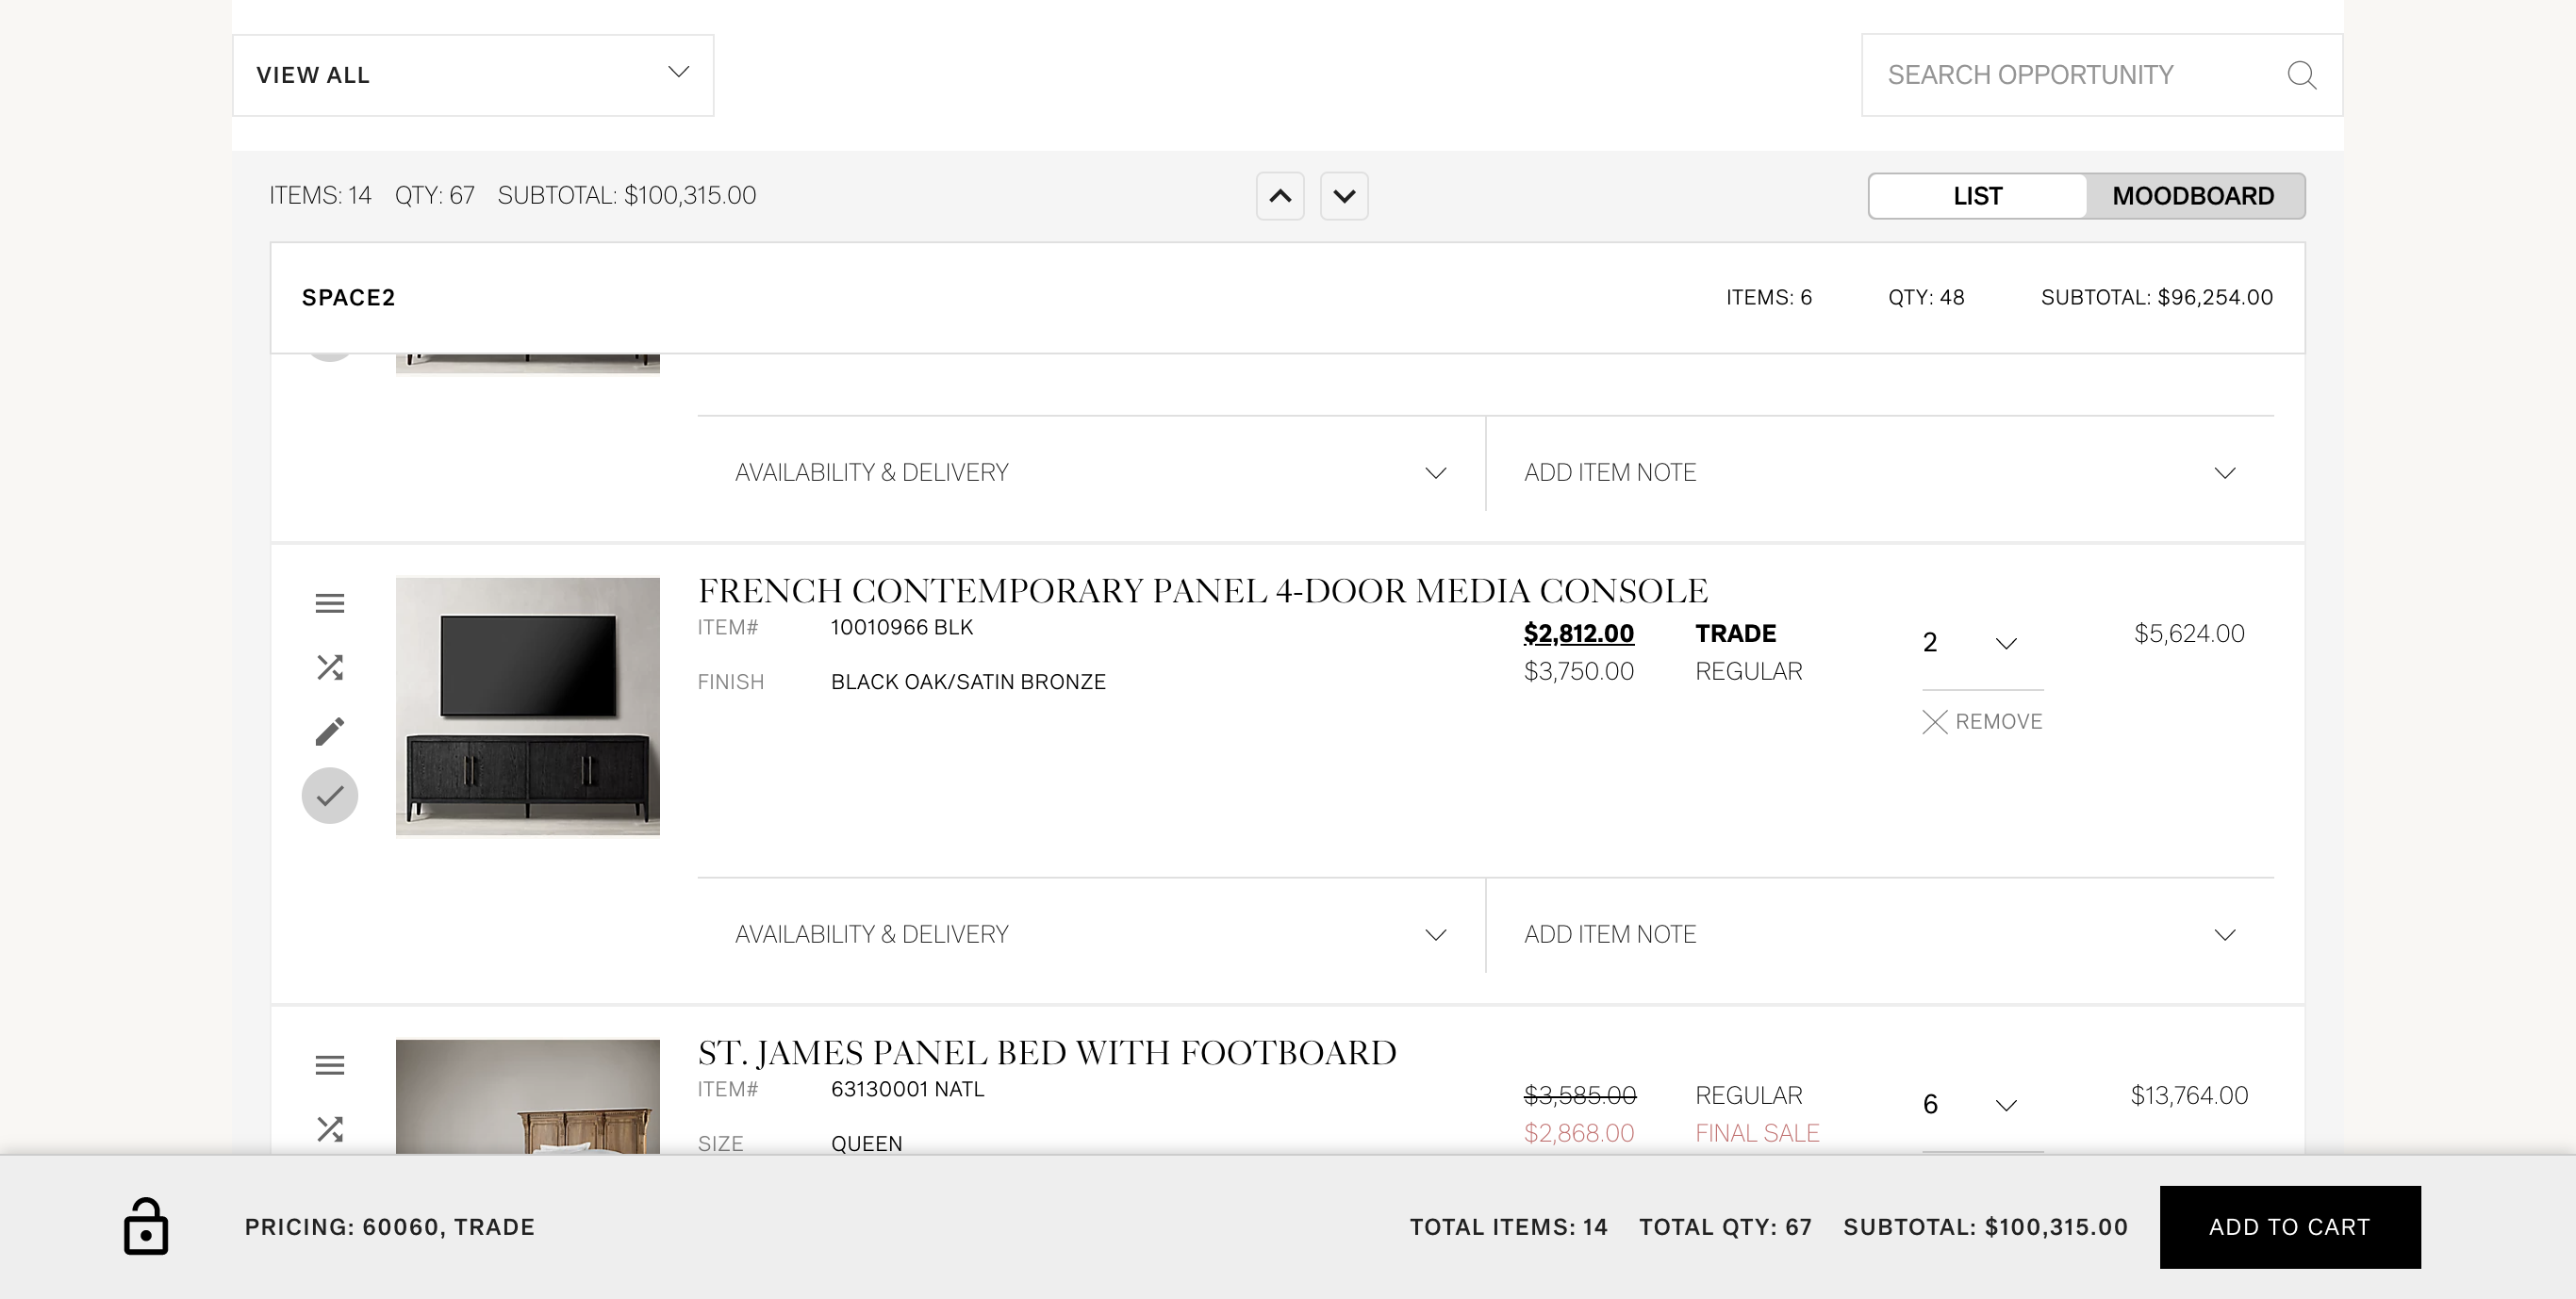 VIEW ALL
SEARCH OPPORTUNITY
ITEMS: 14 QTY: 67 SUBTOTAL: $100,315.00
LIST MOODBOARD
SPACE2 ITEMS: 6 QTY: 48 SUBTOTAL: $96,254.00
AVAILABILITY & DELIVERY ADD ITEM NOTE
FRENCH CONTEMPORARY PANEL 4-DOOR MEDIA CONSOLE
ITEM# 10010966 BLK
$2,812.00 TRADE 2 $5,624.00
$3,750.00 REGULAR
FINISH BLACK OAK/SATIN BRONZE
REMOVE
AVAILABILITY & DELIVERY ADD ITEM NOTE
ST. JAMES PANEL BED WITH FOOTBOARD
ITEM# 63130001 NATL
$3,585.00 REGULAR 6 $13,764.00
$2,868.00 FINAL SALE
SIZE QUEEN
PRICING: 60060, TRADE TOTAL ITEMS: 14 TOTAL QTY: 67 SUBTOTAL: $100,315.00 ADD TO CART